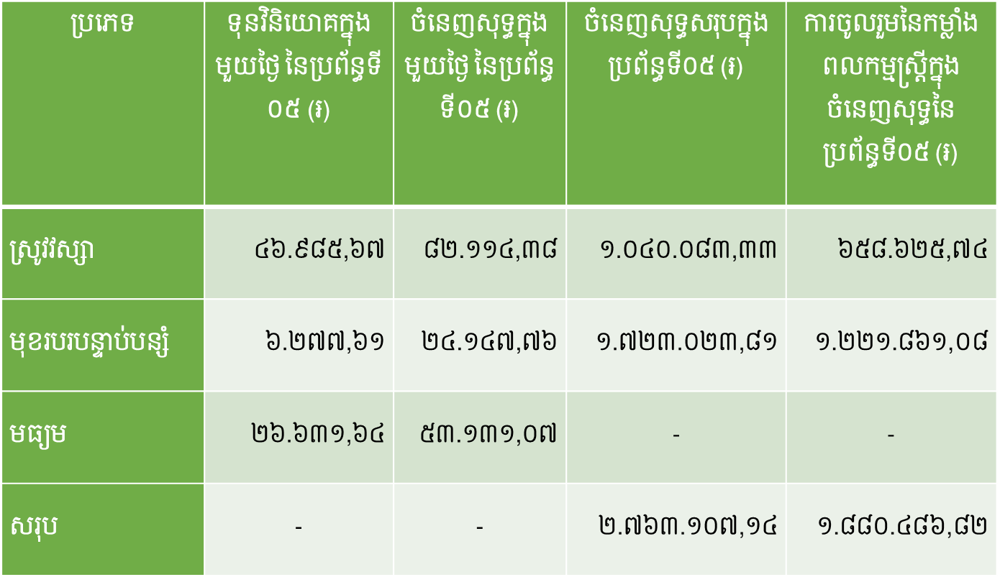 ប្រភេទ
ទុនវិនិយោគក្នុង
មួយថ្ងៃ នៃប្រព័ន្ធទី
០៥ (៛)
ចំនេញសុទ្ធក្នុង
មួយថ្ងៃ នៃប្រព័ន្ធ
ទី០៥ (៛)
ចំនេញសុទ្ធសរុបក្នុង
ប្រព័ន្ធទី០៥ (៛)
ការចូលរួមនៃកម្លាំង
ពលកម្មស្ត្រីក្នុង
ចំនេញសុទ្ធនៃ
ប្រព័ន្ធទី០៥ (៛)
ស្រូវវស្សា ៤៦.៩៨៥,៦៧ ៨២.១១៤,៣៨ ១.០៤០.០៨៣,៣៣ ៦៥៨.៦២៥,៧៤
មុខរបរបន្ទាប់បន្សំ ៦.២៧៧,៦១ ២៤.១៤៧,៧៦ ១.៧២៣.០២៣,៨១ ១.២២១.៨៦១,០៨
មធ្យម ២៦.៦៣១,៦៤ ៥៣.១៣១,០៧ - -
សរុប - - ២.៧៦៣.១០៧,១៤ ១.៨៨០.៤៨៦,៨២